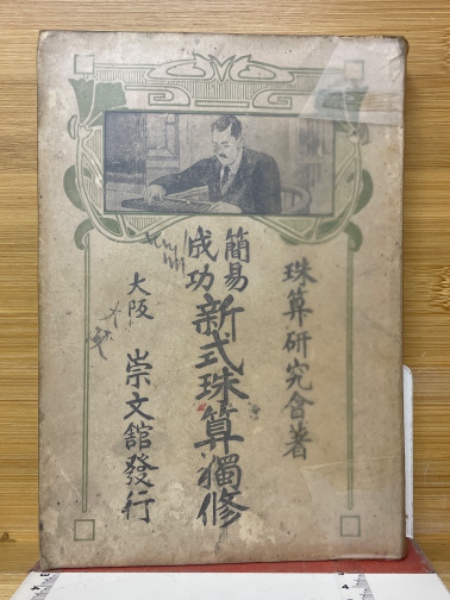 珠算研究會著
簡易
成功
新式珠算獨修
大阪 崇文舘發行